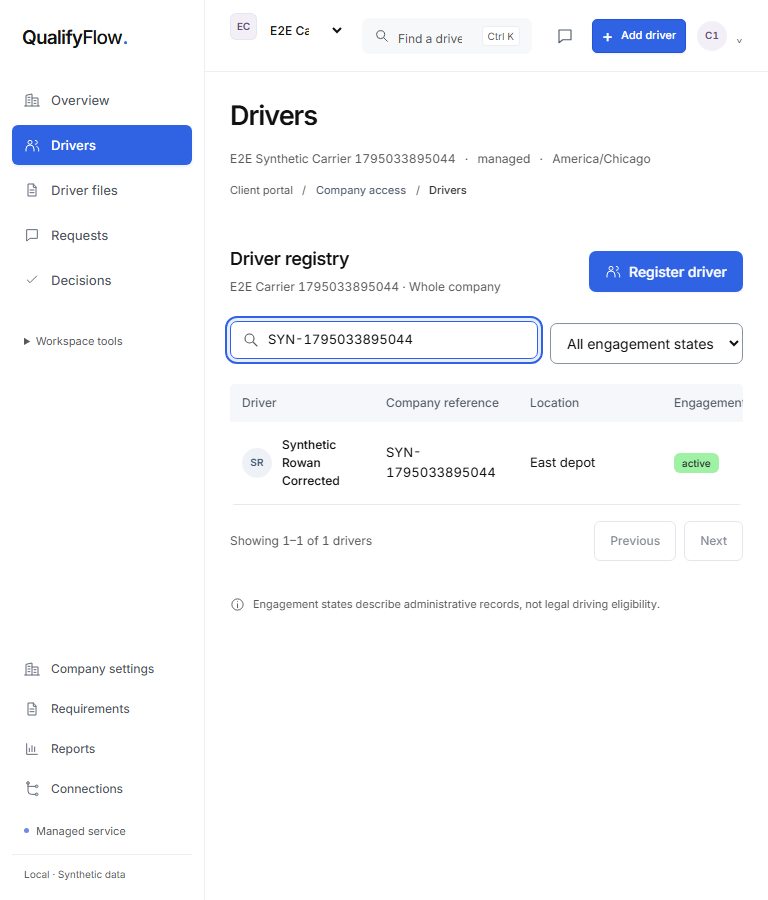 QualifyFlow.
EC
E2E Ca
Find a drive
Ctrl K
+ Add driver
C1
Overview
Drivers
Driver files
Requests
Decisions
Workspace tools
Company settings
Requirements
Reports
Connections
Managed service
Local · Synthetic data
Drivers
E2E Synthetic Carrier 1795033895044 · managed · America/Chicago
Client portal / Company access / Drivers
Driver registry
E2E Carrier 1795033895044 · Whole company
Register driver
SYN-1795033895044
All engagement states
Driver Company reference Location Engagement
SR
Synthetic
Rowan
Corrected
SYN-
1795033895044
East depot
active
Showing 1–1 of 1 drivers
Previous
Next
Engagement states describe administrative records, not legal driving eligibility.